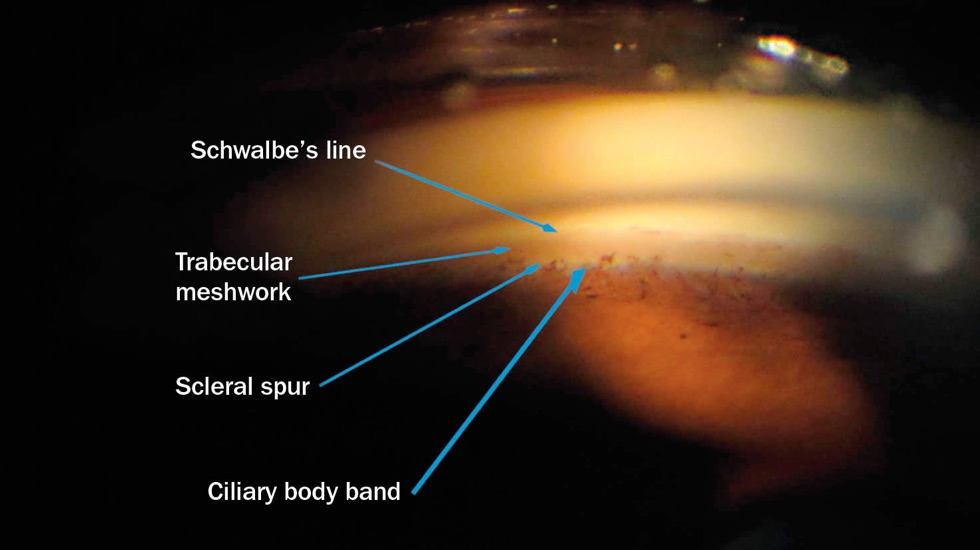 Schwalbe’s line
Trabecular
meshwork
Scleral spur
Ciliary body band